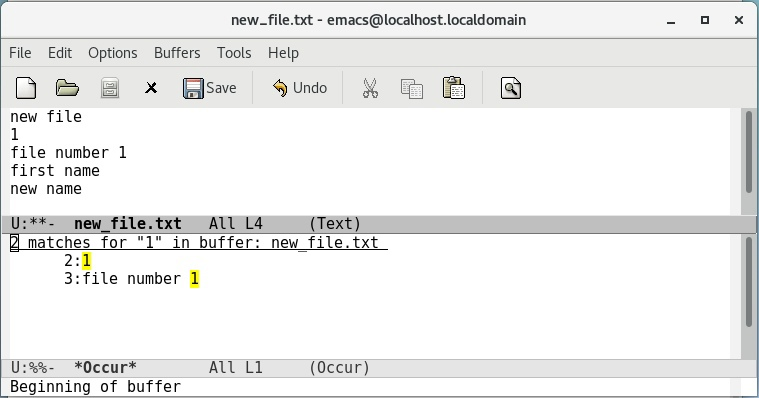 new_file.txt - emacs@localhost.localdomain
File Edit Options Buffers Tools Help
Save Undo
new file
1
file number 1
first name
new name
U:**-  new_file.txt   All L4     (Text)
2 matches for "1" in buffer: new_file.txt
      2:1
      3:file number 1
U:%%-  *Occur*        All L1     (Occur)
Beginning of buffer